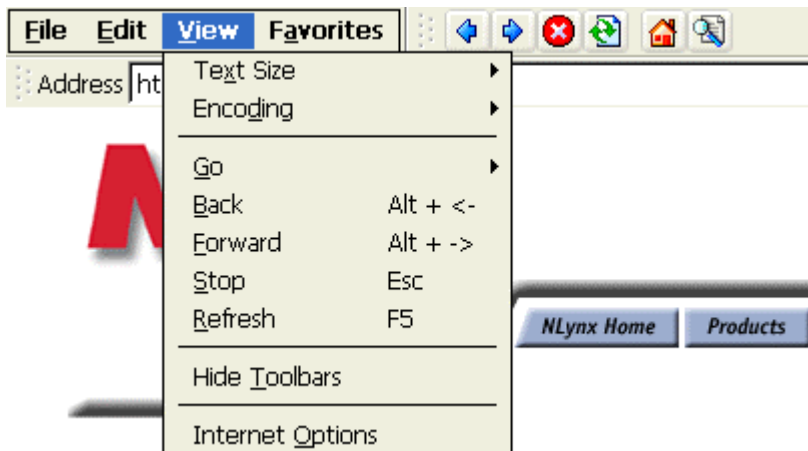 File Edit View Favorites
Address ht
Text Size
Encoding
Go
Back Alt + <-
Forward Alt + ->
Stop Esc
Refresh F5
Hide Toolbars
Internet Options
N
NLynx Home Products